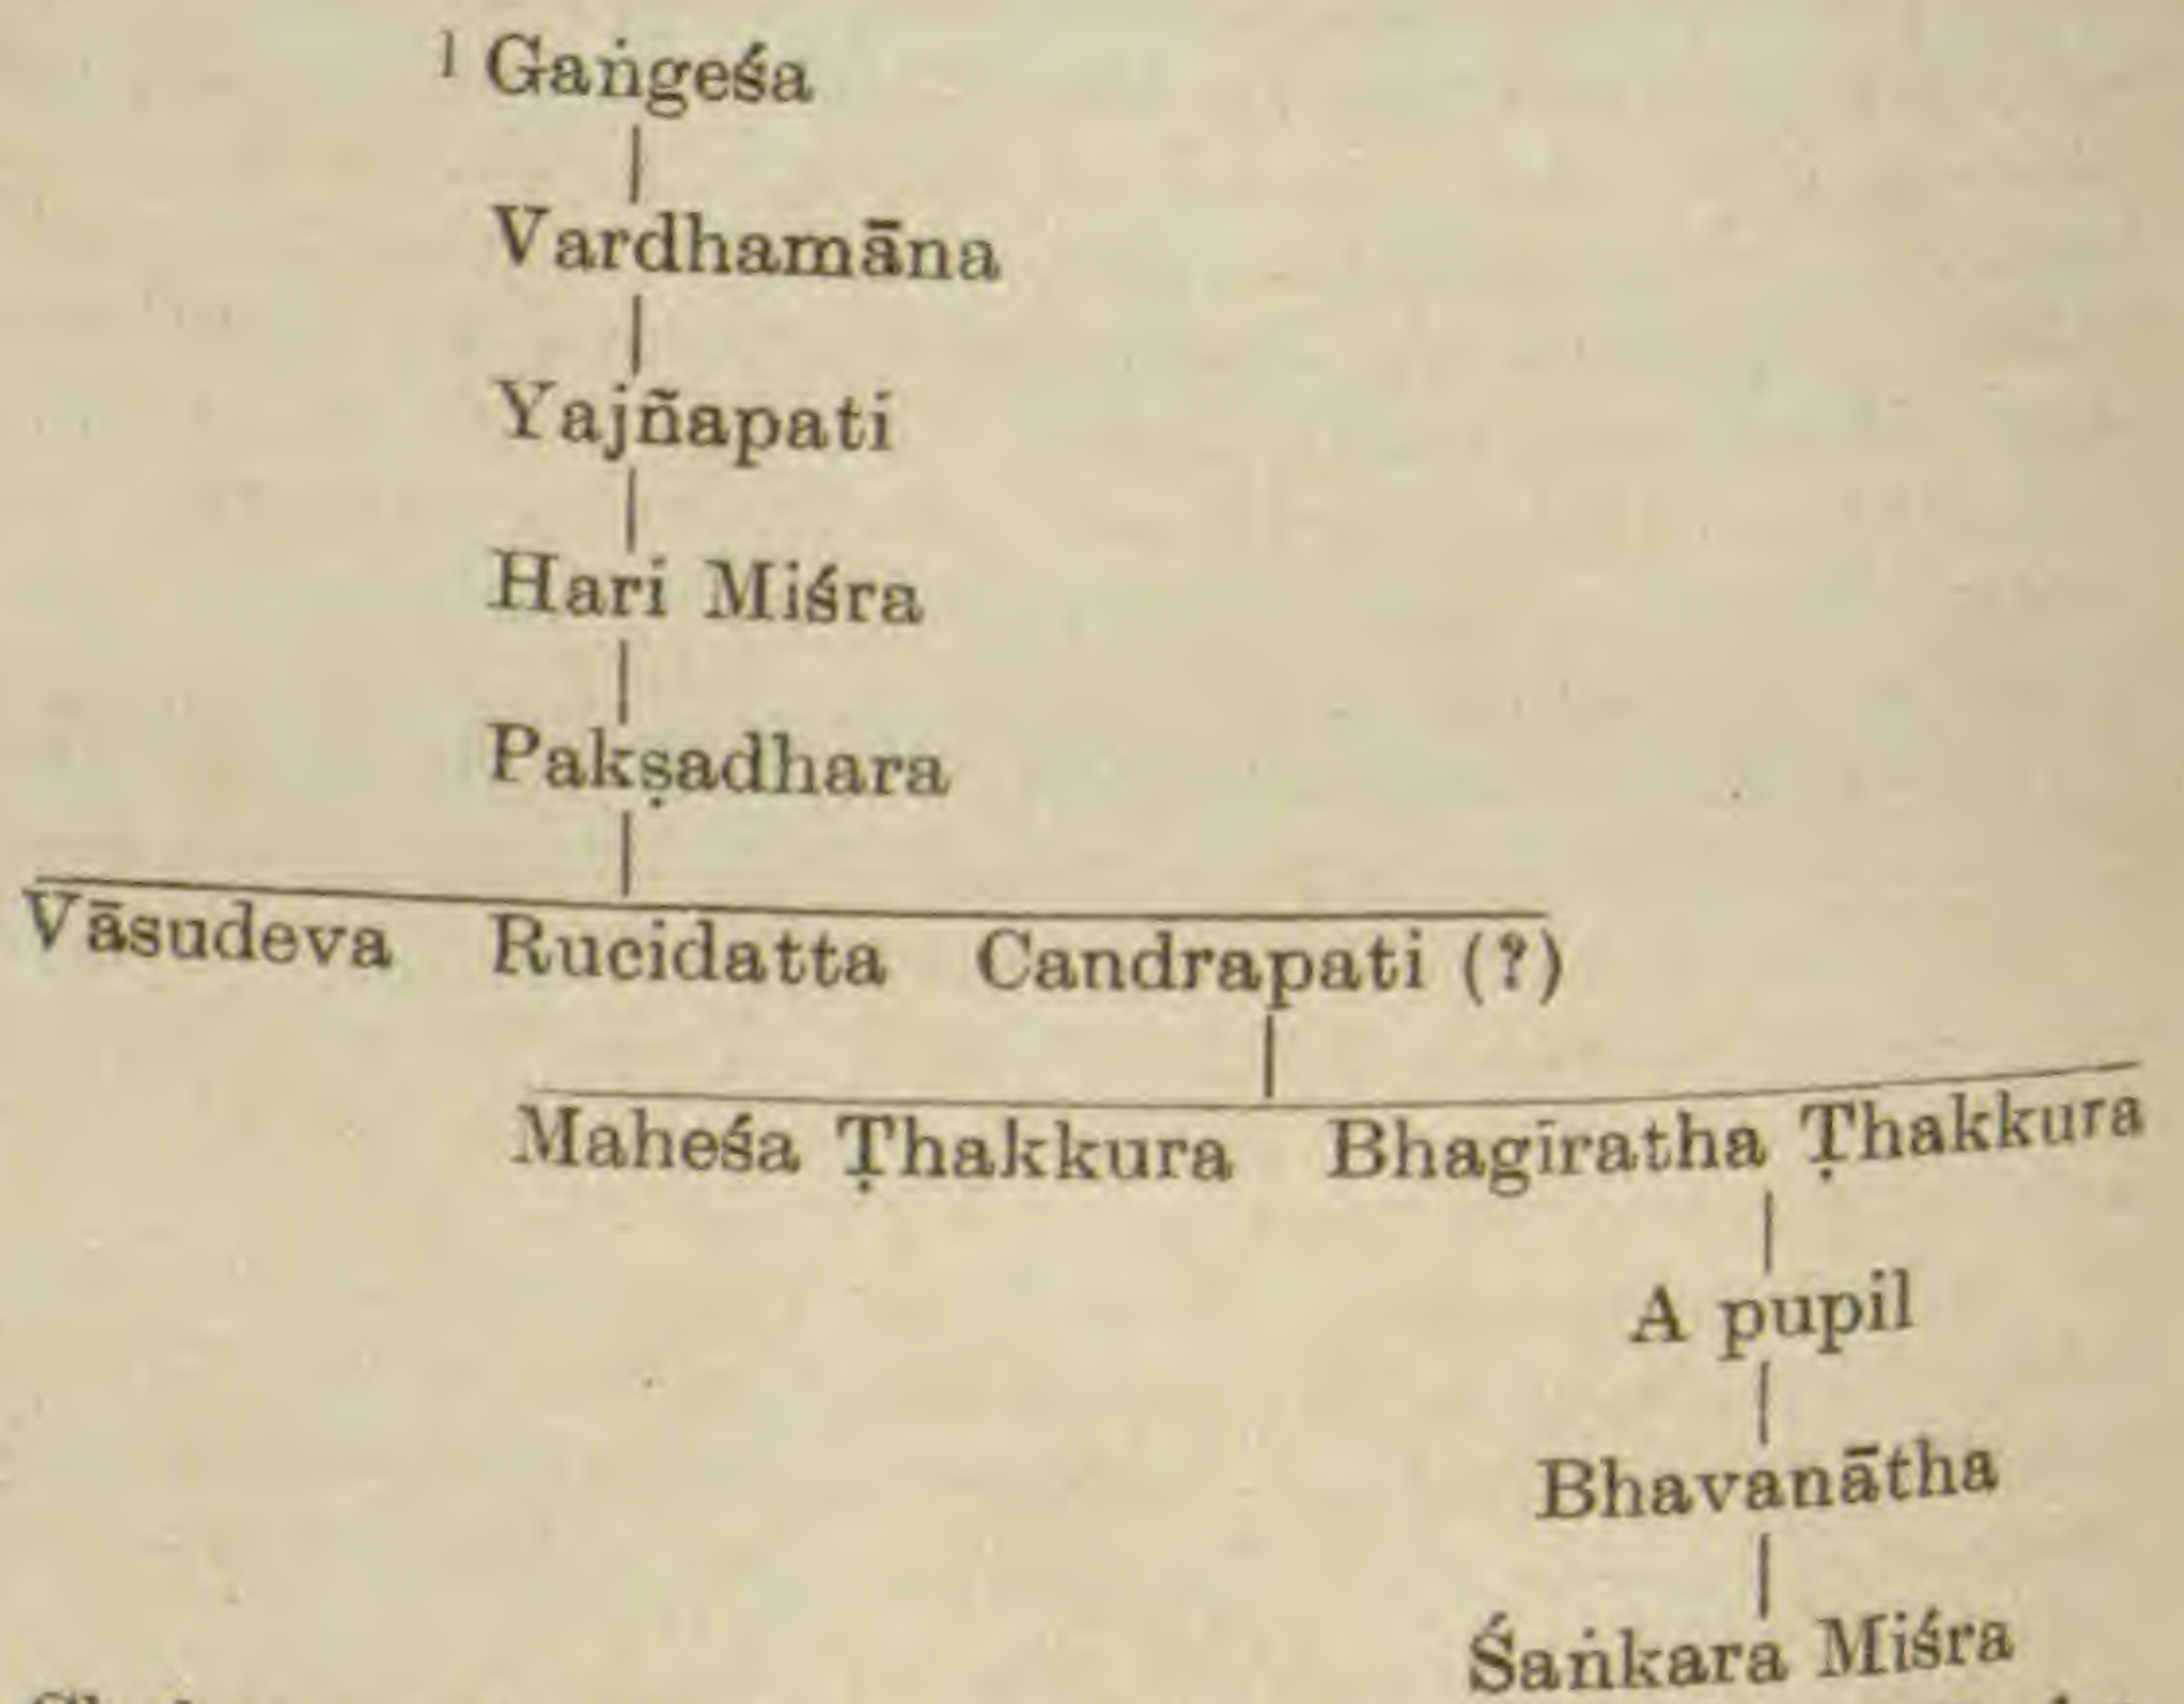 1 Gaṅgeśa
Vardhamāna
Yajñapati
Hari Miśra
Pakṣadhara
Vāsudeva Rucidatta Candrapati (?)
Maheśa Ṭhakkura Bhagīratha Ṭhakkura
A pupil
Bhavanātha
Śaṅkara Miśra